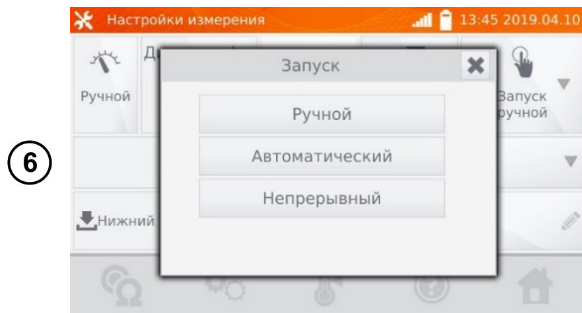 Настройки измерения 13:45 2019.04.10
Запуск
Ручной
Запуск
ручной
Ручной
Автоматический
Непрерывный
Нижний
6